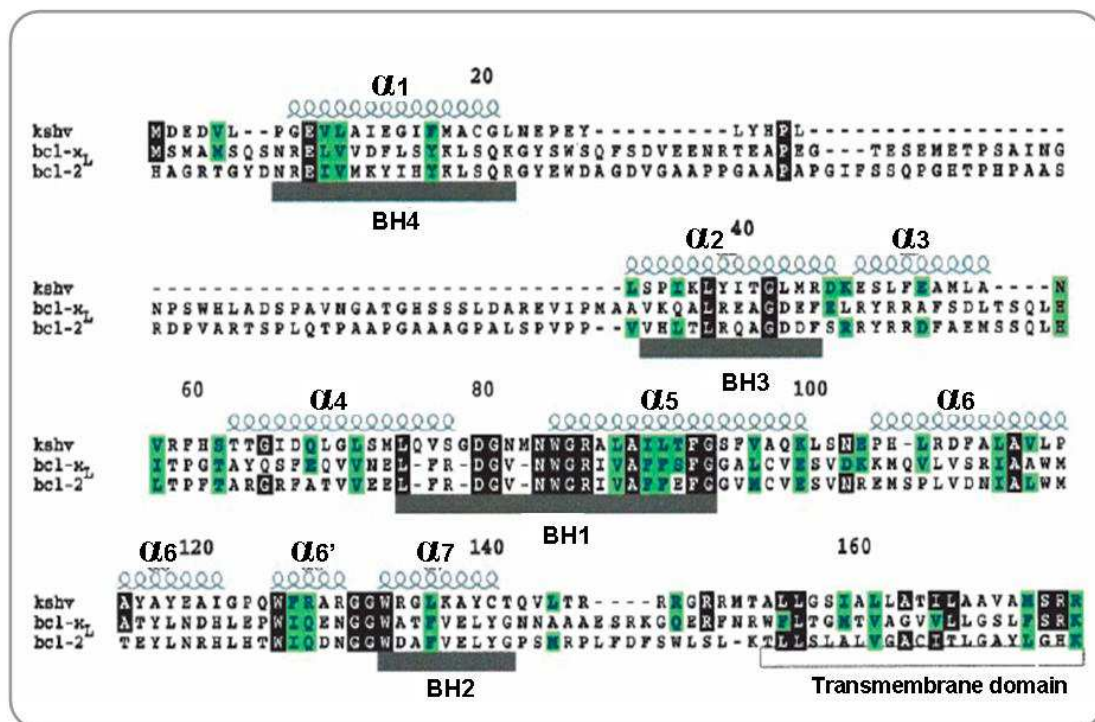 α1 20
kshv MDEDVL--PGEVLAIEGIFMACGLNEPEY---------LYHPL-----------------
bcl-xL MSMAMSQSNRELVVDFLSYKLSQKGYSWSQFSDVEENRTEAPEG---TESEMETPSAING
bcl-2 HAGRTGYDNREIVMKYIHYKLSQRGYEWDAGDVGAAPPGAAPAPGIFSSQPGHTPHPAAS
BH4
α2 40 α3
kshv -------------------------------LSPIKLYITGLMRDKESLFEAMLA----N
bcl-xL NPSWHLADSPAVNGATGHSSSLDAREVIPMAAVKQALREAGDEFELRYRRAFSDLTSQLH
bcl-2 RDPVARTSPLQTPAAPGAAAGPALSPVPP--VVHLTLRQAGDDFSRRYRRDFAEMSSQLH
BH3
60 α4 80 α5 100 α6
kshv VRFHSTTGIDQLGLSMLQVSGDGNMNWGRALAILTFGSFVAQKLSNEPH-LRDFALAVLP
bcl-xL ITPGTAYQSFEQVVNEL-FR-DGV-NWGRIVAFFSFGGALCVESVDKKMQVLVSRIAAWM
bcl-2 LTPFTARGRFATVVEEL-FR-DGV-NWGRIVAFFEFGGVMCVESVNREMSPLVDNIALWM
BH1
α6 120 α6' α7 140 160
kshv AYAYEAIGPQWFRARGGWRGLKAYCTQVLTR----RRGRRMTALLGSIALLATILAAVAMSRR
bcl-xL ATYLNDHLEPWIQENGGWATFVELYGNNAAAESRKGQERFNRWFLTGMTVAGVVLLGSLFSRK
bcl-2 TEYLNRHLHTWIQDNGGWDAFVELYGPSMRPLFDFSWLSL-KTLLSLALVGACITLGAYLGHK
BH2
Transmembrane domain